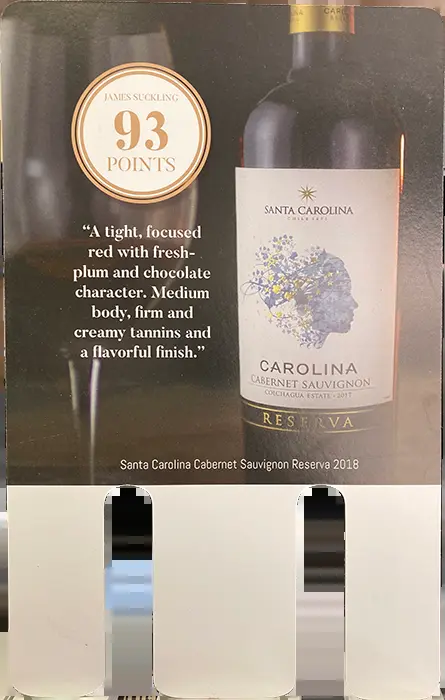 JAMES SUCKLING
93
POINTS
“A tight, focused
red with fresh-
plum and chocolate
character. Medium
body, firm and
creamy tannins and
a flavorful finish.”
SANTA CAROLINA
CHILE 1875
CAROLINA
CABERNET SAUVIGNON
COLCHAGUA ESTATE • 2017
RESERVA
Santa Carolina Cabernet Sauvignon Reserva 2018